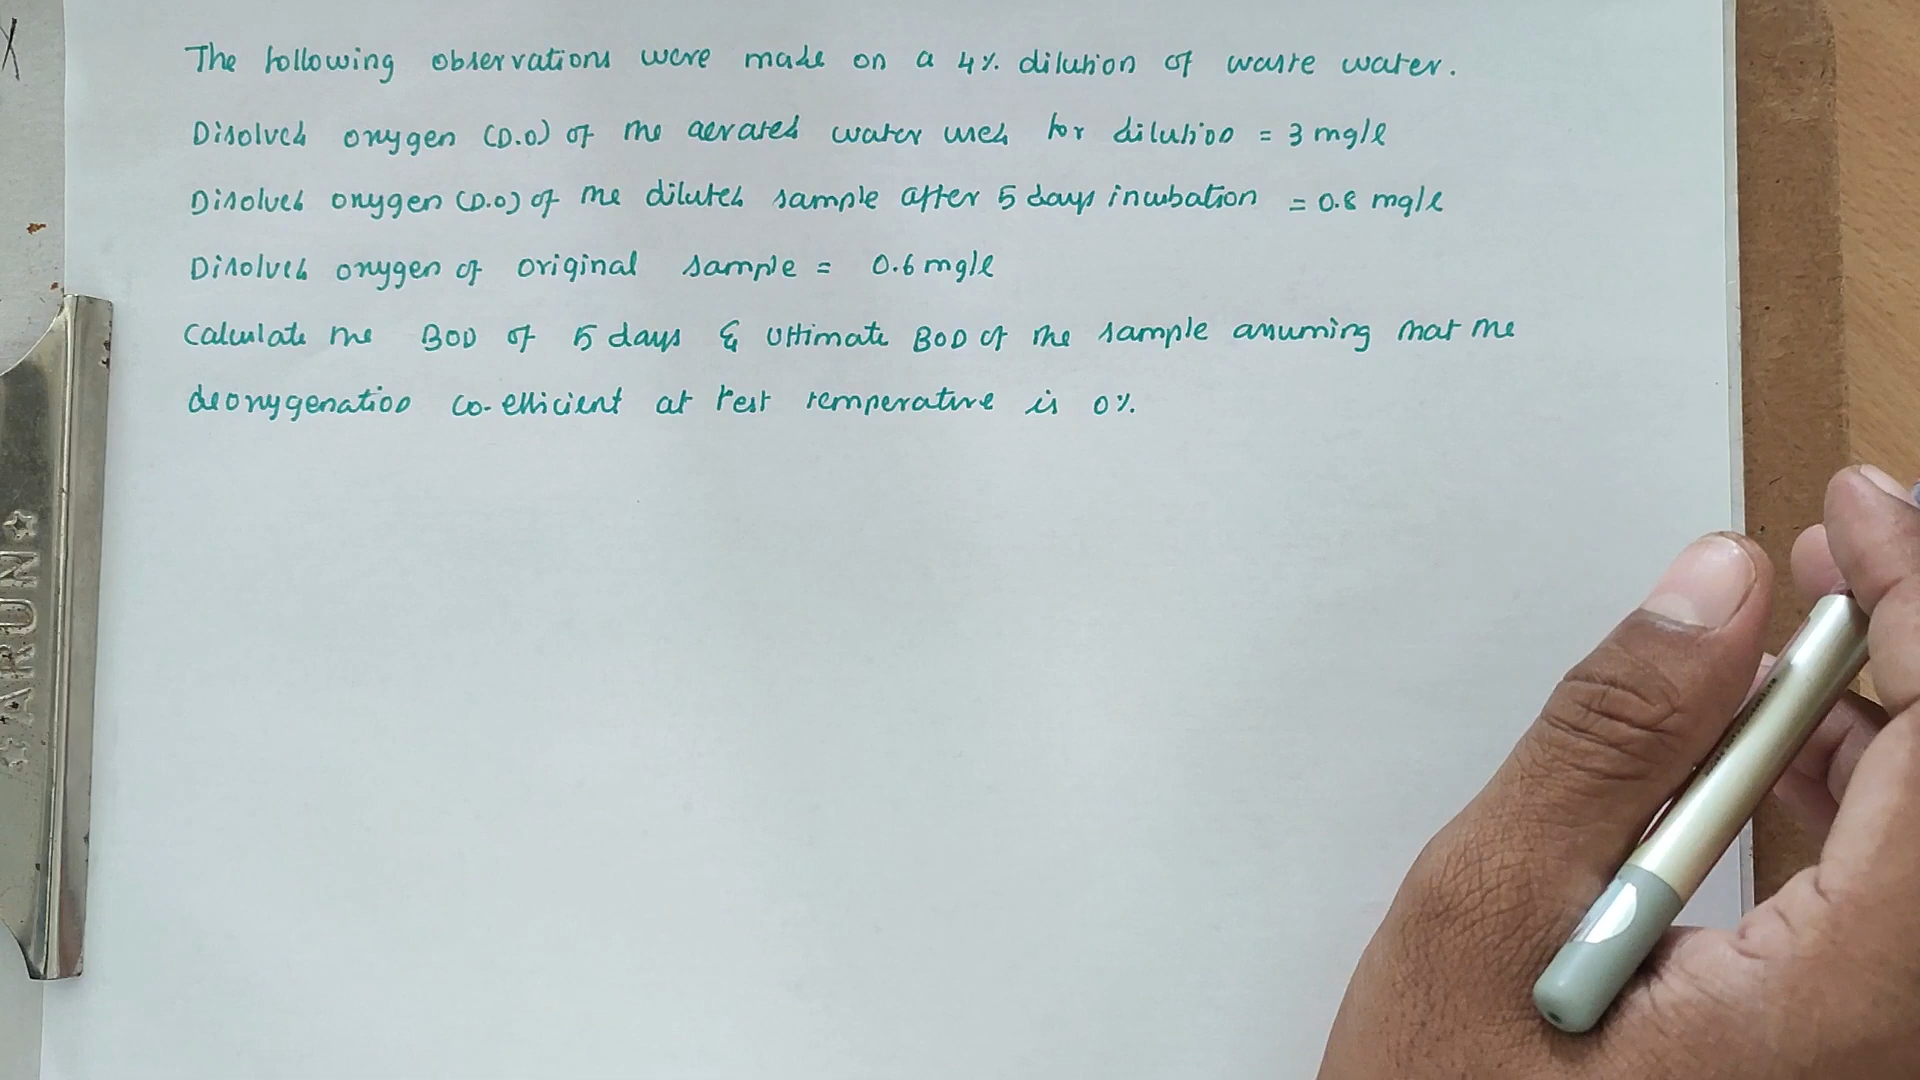 The following observations were made on a 4% dilution of waste water.
Disolved oxygen (D.O) of the aerated water used for dilution = 3 mg/l
Disolved oxygen (D.O) of the diluted sample after 5 days incubation = 0.8 mg/l
Disolved oxygen of original sample = 0.6 mg/l
Calculate the BOD of 5 days & Ultimate BOD of the sample assuming that the
deoxygenation co-efficient at test temperature is 0%.
ARUN